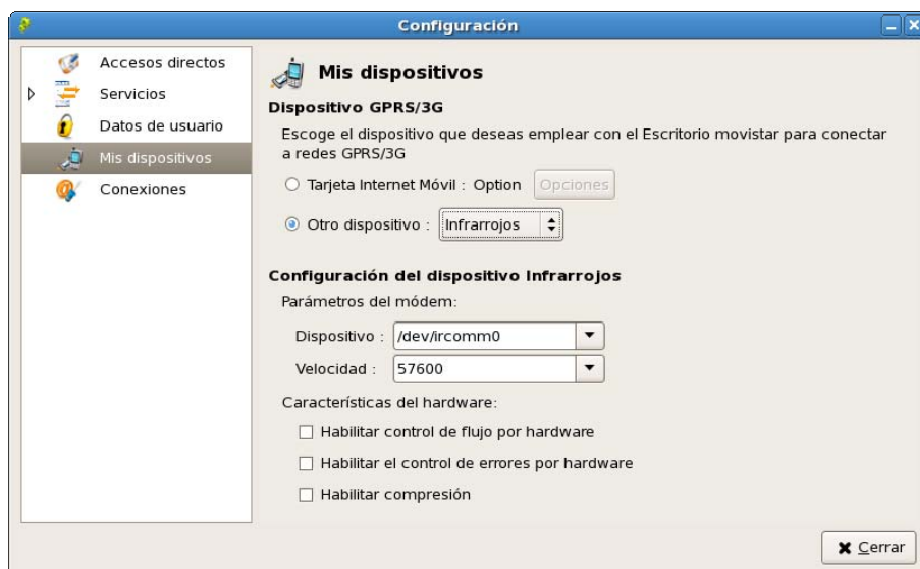 Configuración
Accesos directos
Servicios
Datos de usuario
Mis dispositivos
Conexiones
Mis dispositivos
Dispositivo GPRS/3G
Escoge el dispositivo que deseas emplear con el Escritorio movistar para conectar
a redes GPRS/3G
Tarjeta Internet Móvil : Option Opciones
Otro dispositivo : Infrarrojos
Configuración del dispositivo Infrarrojos
Parámetros del módem:
Dispositivo : /dev/ircomm0
Velocidad : 57600
Características del hardware:
Habilitar control de flujo por hardware
Habilitar el control de errores por hardware
Habilitar compresión
Cerrar